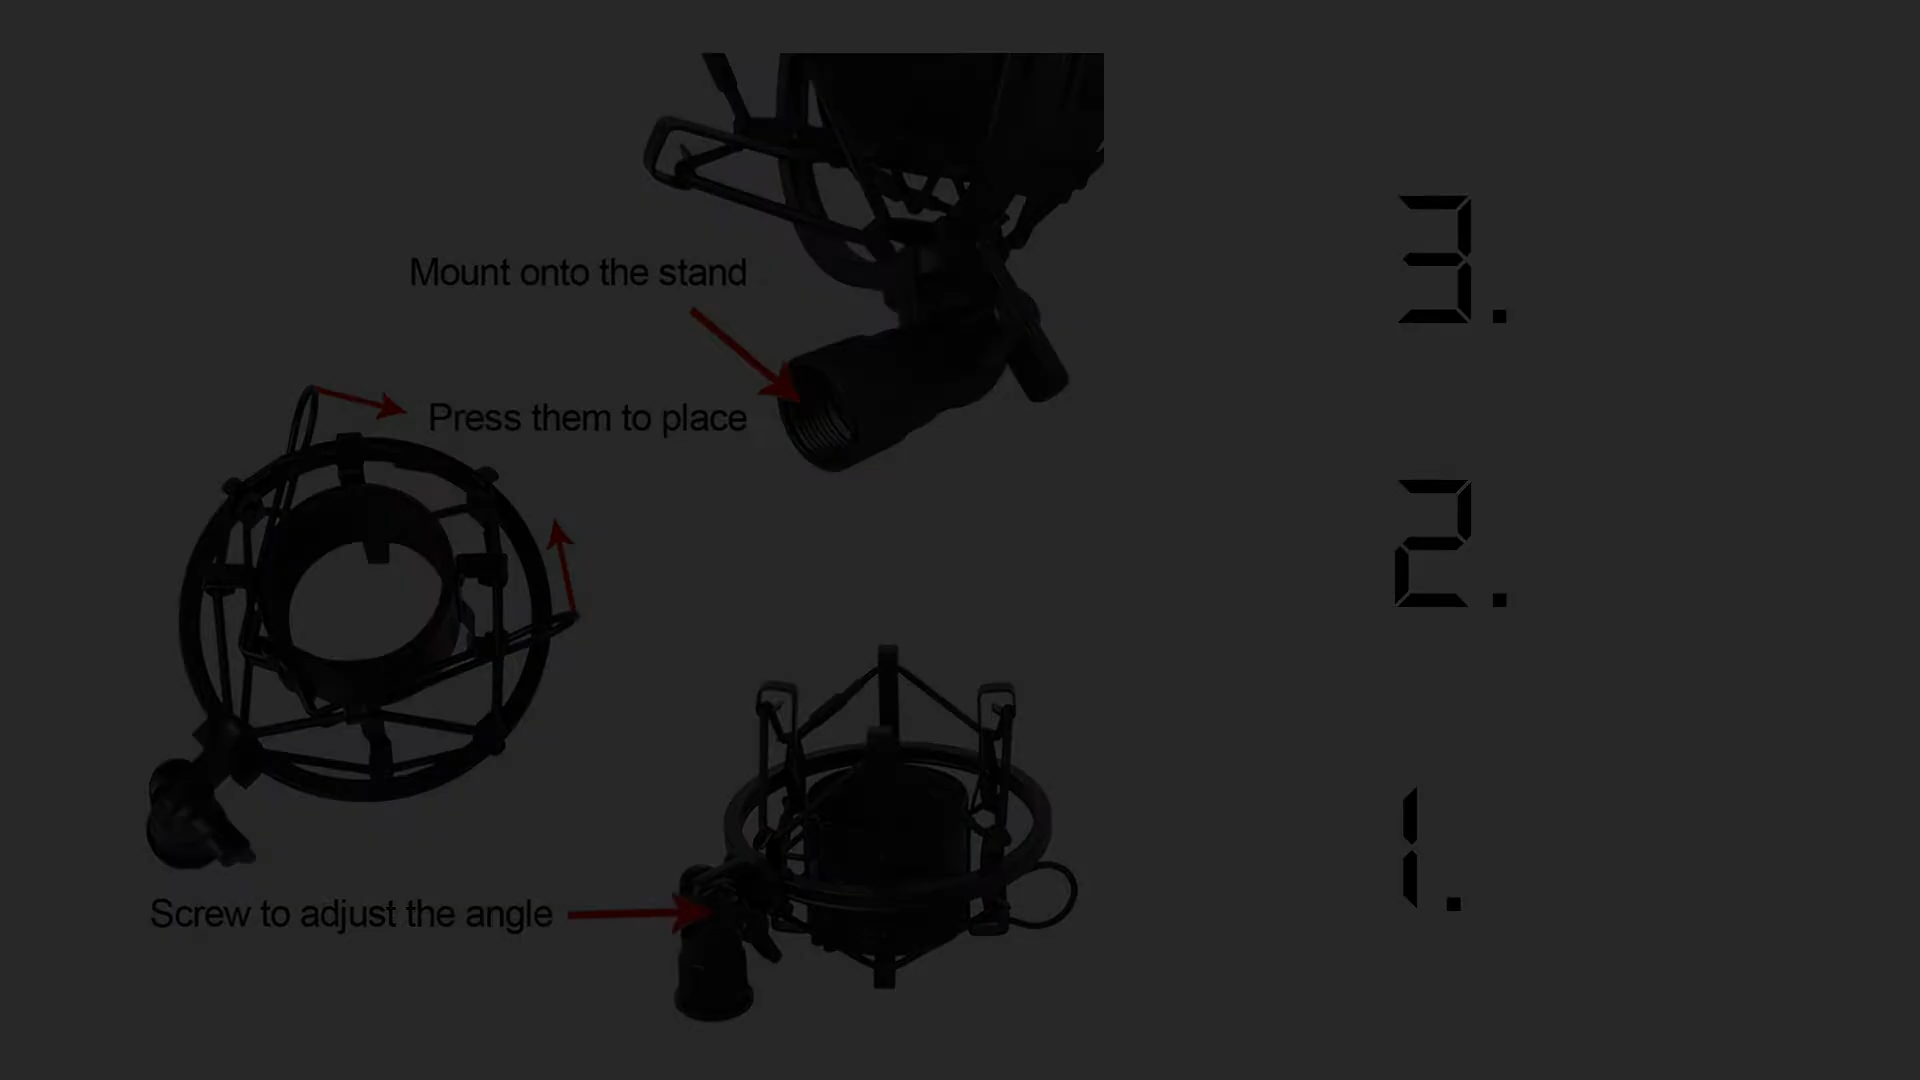 Mount onto the stand
3.
Press them to place
2.
1.
Screw to adjust the angle